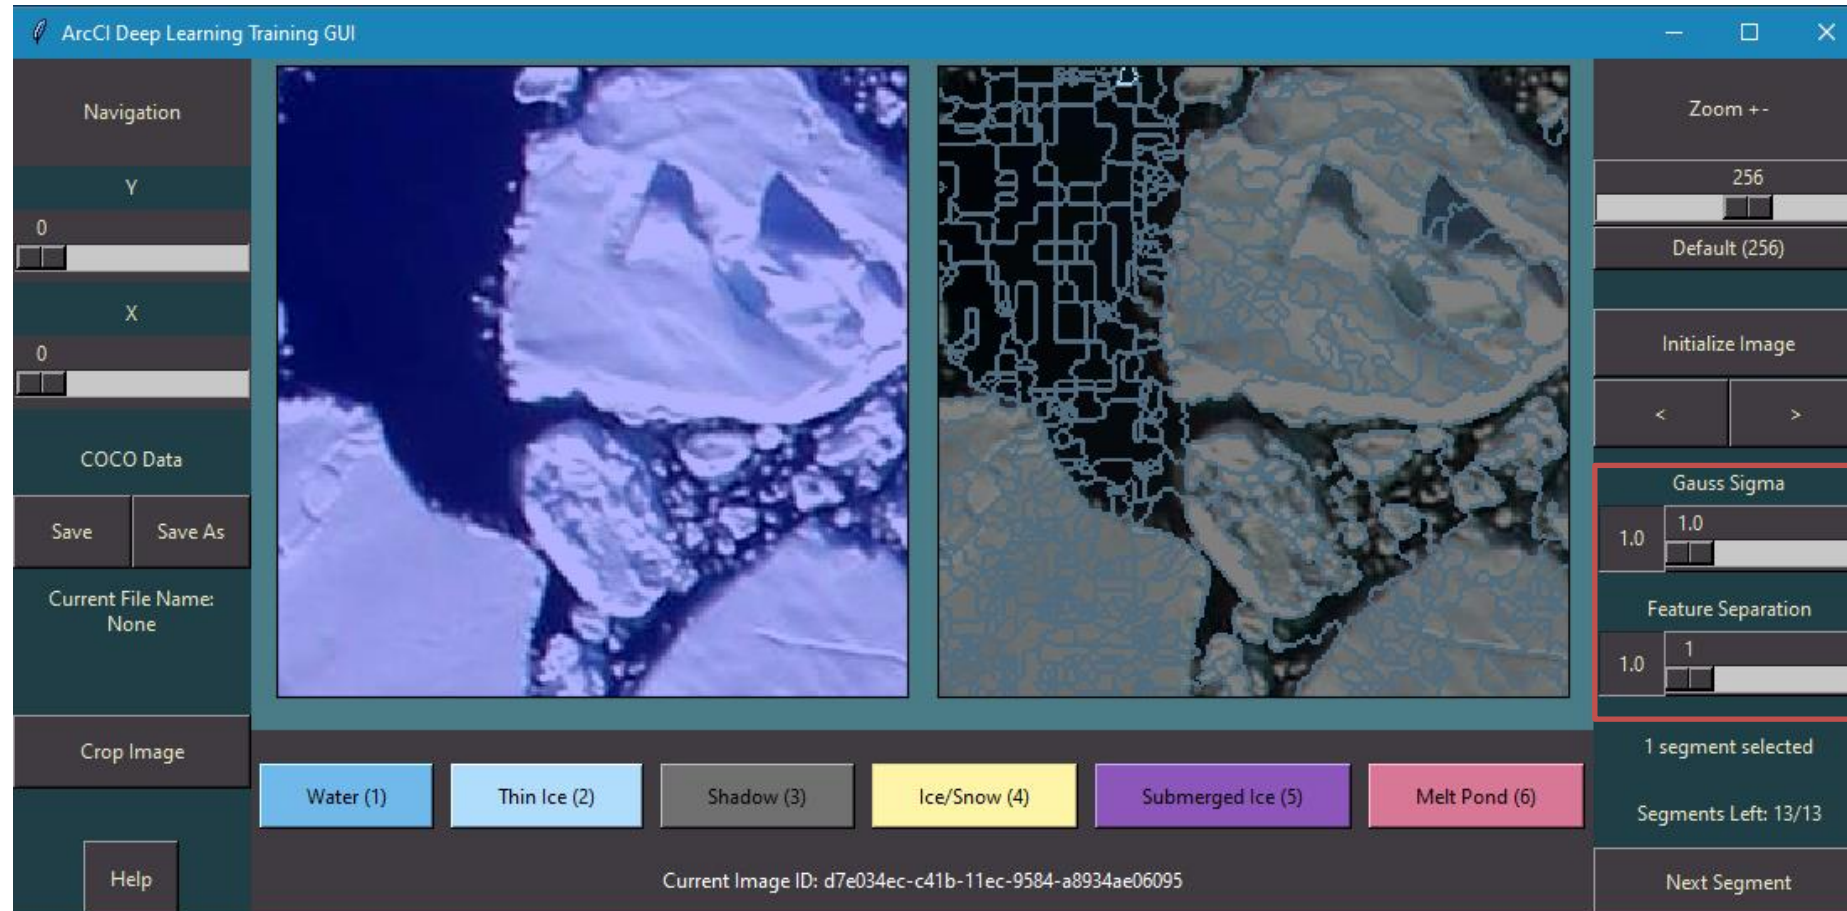 ArcCI Deep Learning Training GUI
Navigation
Y
0
X
0
COCO Data
Save Save As
Current File Name:
None
Crop Image
Help
Water (1) Thin Ice (2) Shadow (3) Ice/Snow (4) Submerged Ice (5) Melt Pond (6)
Current Image ID: d7e034ec-c41b-11ec-9584-a8934ae06095
Zoom +-
256
Default (256)
Initialize Image
< >
Gauss Sigma
1.0 1.0
Feature Separation
1.0 1
1 segment selected
Segments Left: 13/13
Next Segment